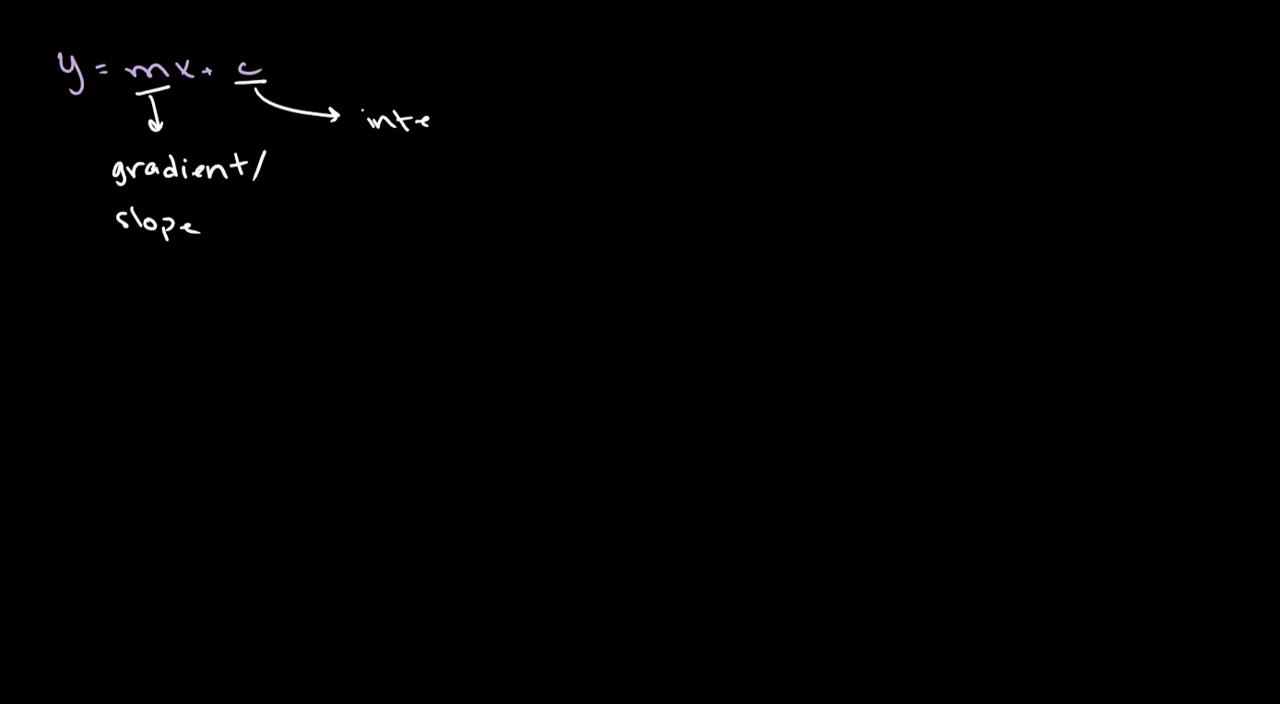 y = mx + c
inte
gradient/
slope